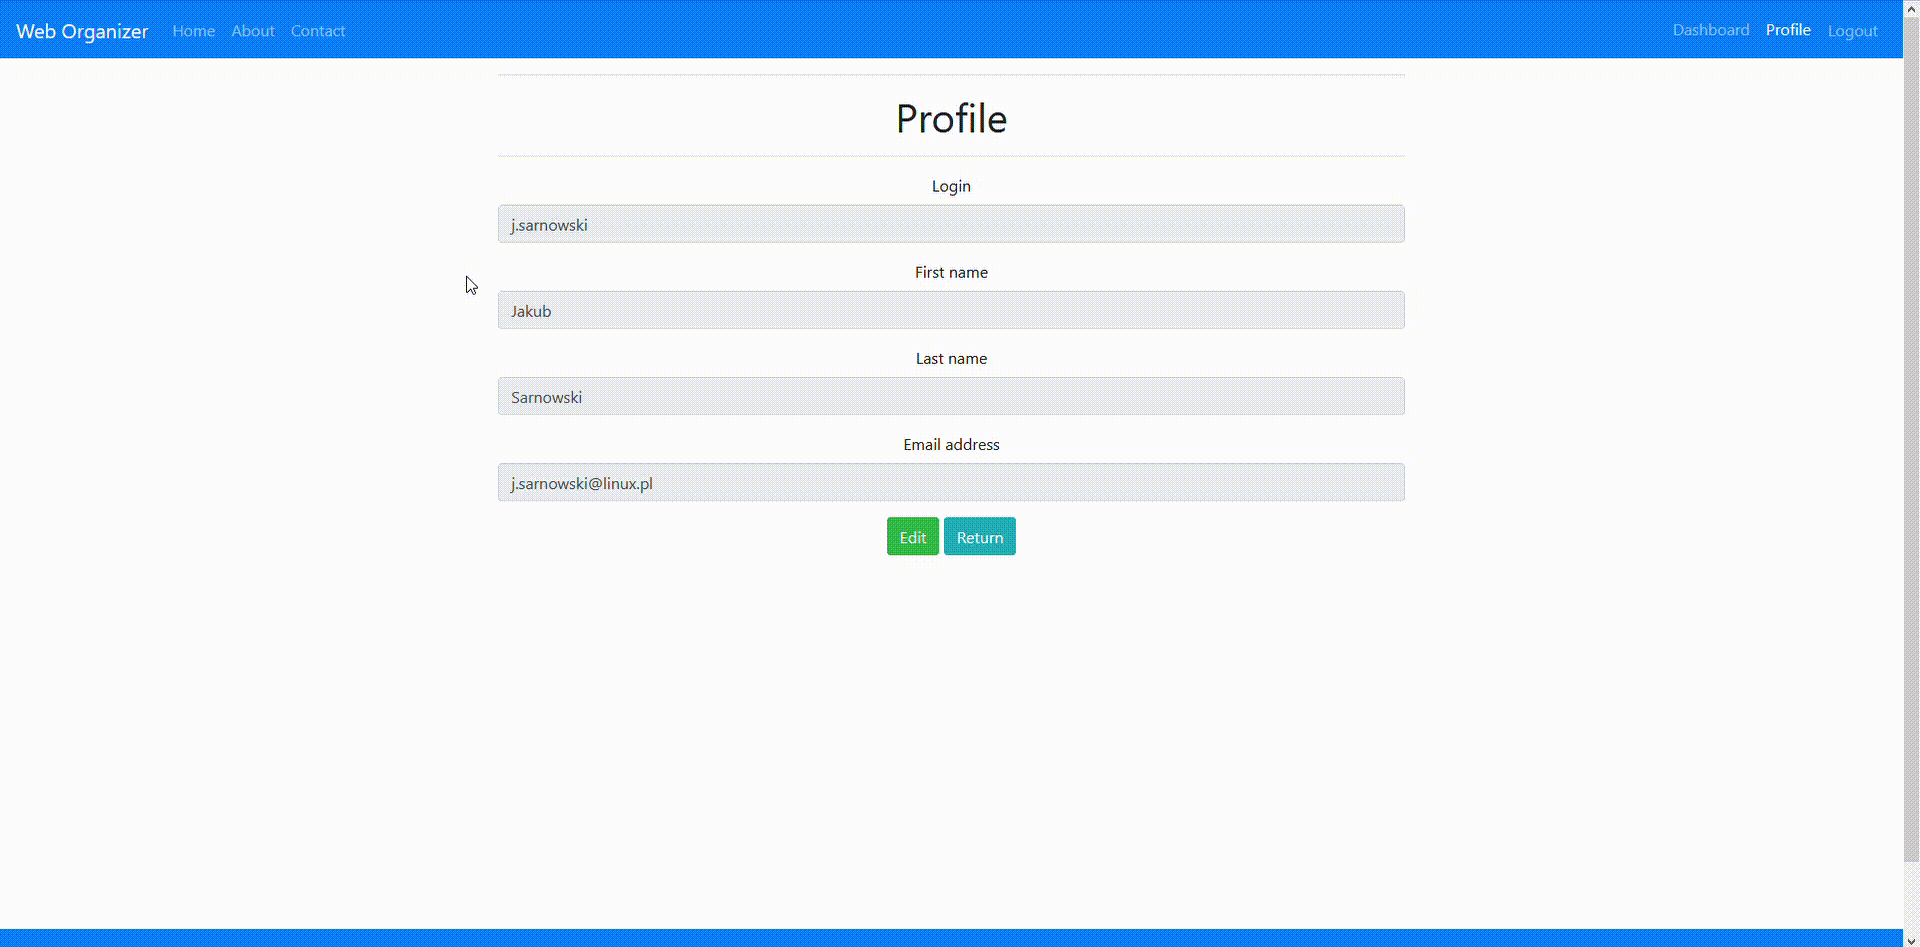 Web Organizer Home About Contact Dashboard Profile Logout
Profile
Login
j.sarnowski
First name
Jakub
Last name
Sarnowski
Email address
j.sarnowski@linux.pl
Edit Return